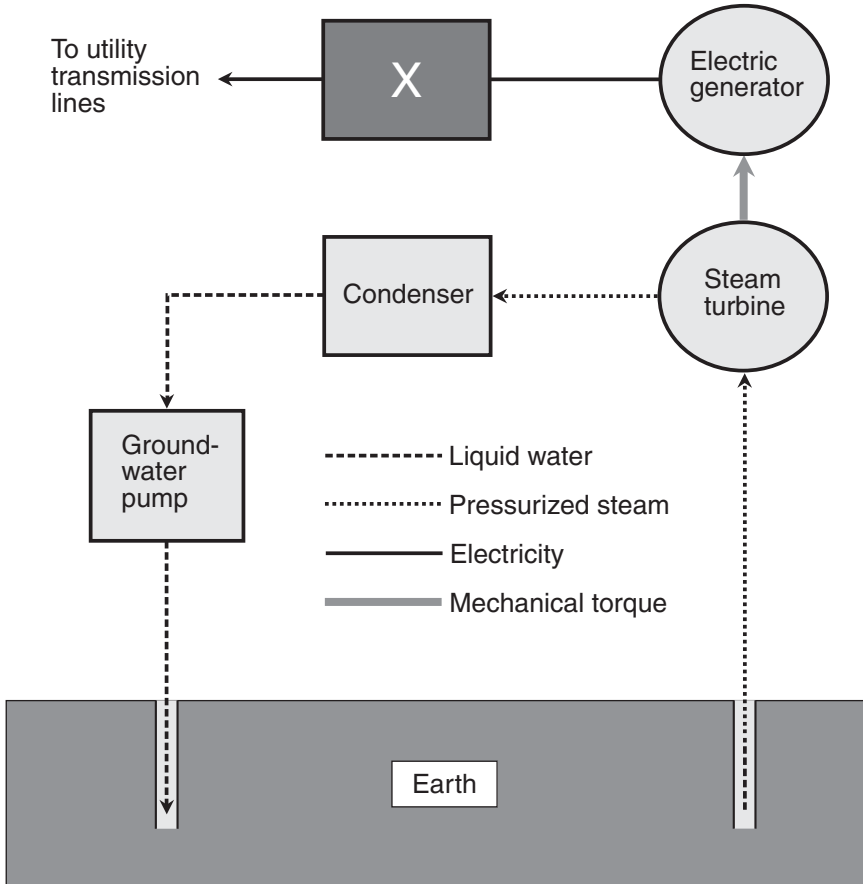 To utility
transmission
lines
X
Electric
generator
Condenser
Steam
turbine
Ground-
water
pump
Liquid water
Pressurized steam
Electricity
Mechanical torque
Earth